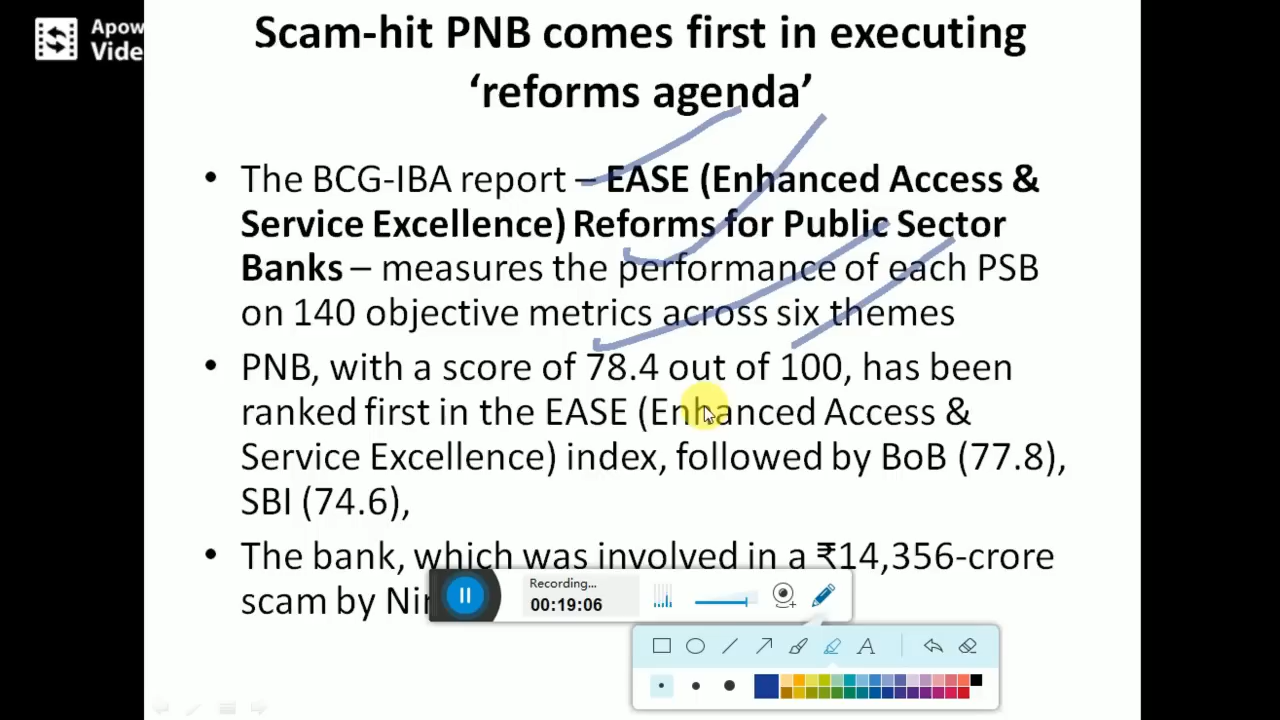 Apow
Vide
Scam-hit PNB comes first in executing
‘reforms agenda’
• The BCG-IBA report – EASE (Enhanced Access &
Service Excellence) Reforms for Public Sector
Banks – measures the performance of each PSB
on 140 objective metrics across six themes
• PNB, with a score of 78.4 out of 100, has been
ranked first in the EASE (Enhanced Access &
Service Excellence) index, followed by BoB (77.8),
SBI (74.6),
• The bank, which was involved in a ₹14,356-crore
scam by
Recording...
00:19:06
A